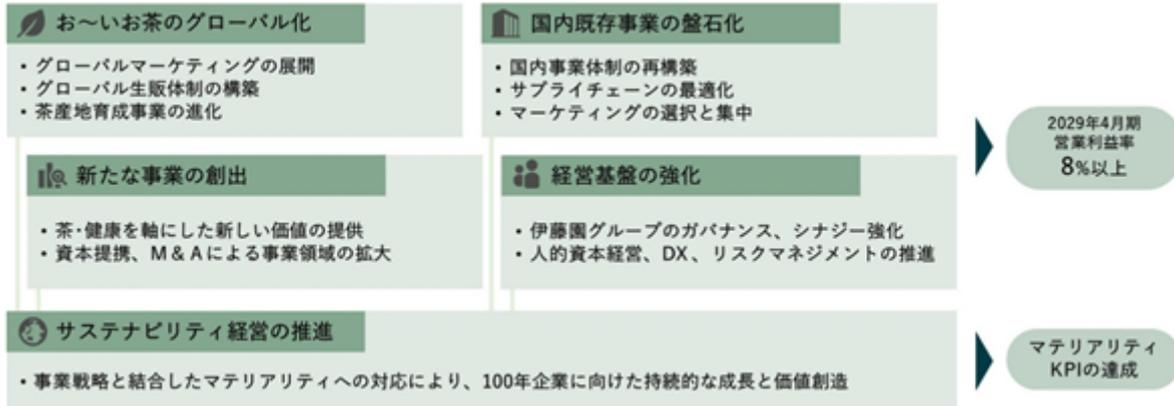 お〜いお茶のグローバル化
・グローバルマーケティングの展開
・グローバル生販体制の構築
・茶産地育成事業の進化
国内既存事業の盤石化
・国内事業体制の再構築
・サプライチェーンの最適化
・マーケティングの選択と集中
新たな事業の創出
・茶・健康を軸にした新しい価値の提供
・資本提携、M&Aによる事業領域の拡大
経営基盤の強化
・伊藤園グループのガバナンス、シナジー強化
・人的資本経営、DX、リスクマネジメントの推進
2029年4月期
営業利益率
8%以上
サステナビリティ経営の推進
・事業戦略と結合したマテリアリティへの対応により、100年企業に向けた持続的な成長と価値創造
マテリアリティ
KPIの達成